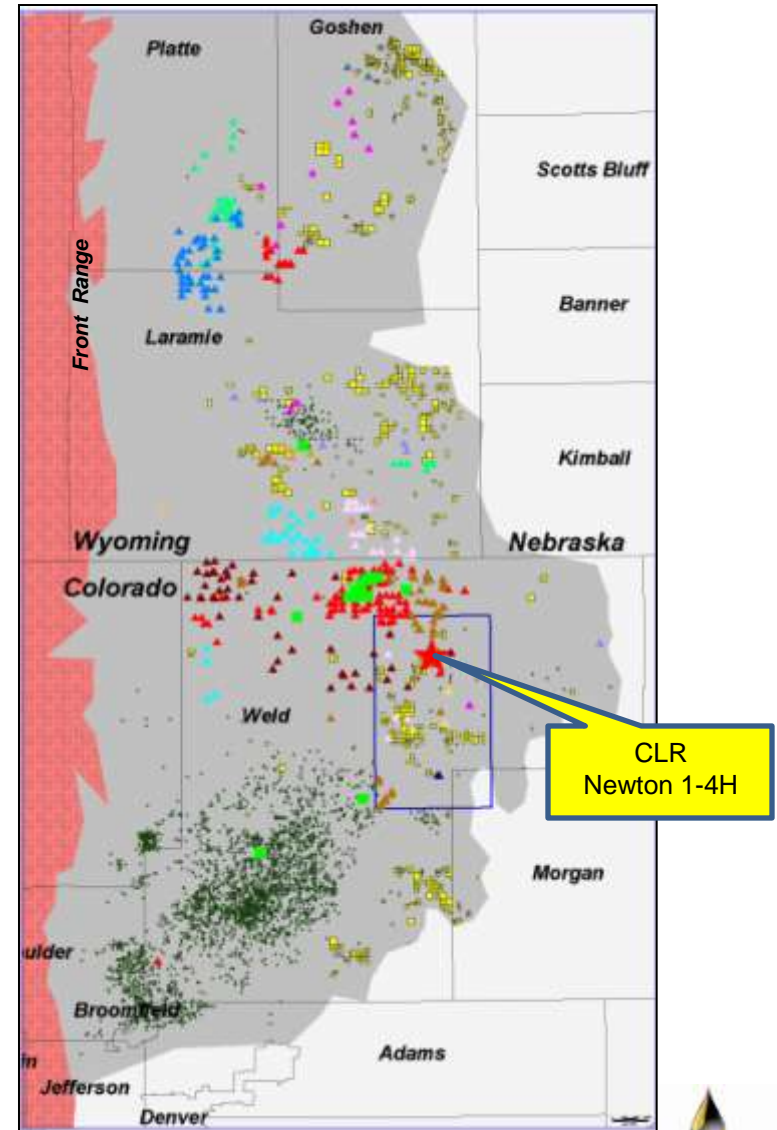 Goshen
Platte
Scotts Bluff
Front Range
Banner
Laramie
Kimball
Wyoming
Nebraska
Colorado
Weld
CLR
Newton 1-4H
Morgan
ulder
Broomfield
Adams
in
Jefferson
Denver